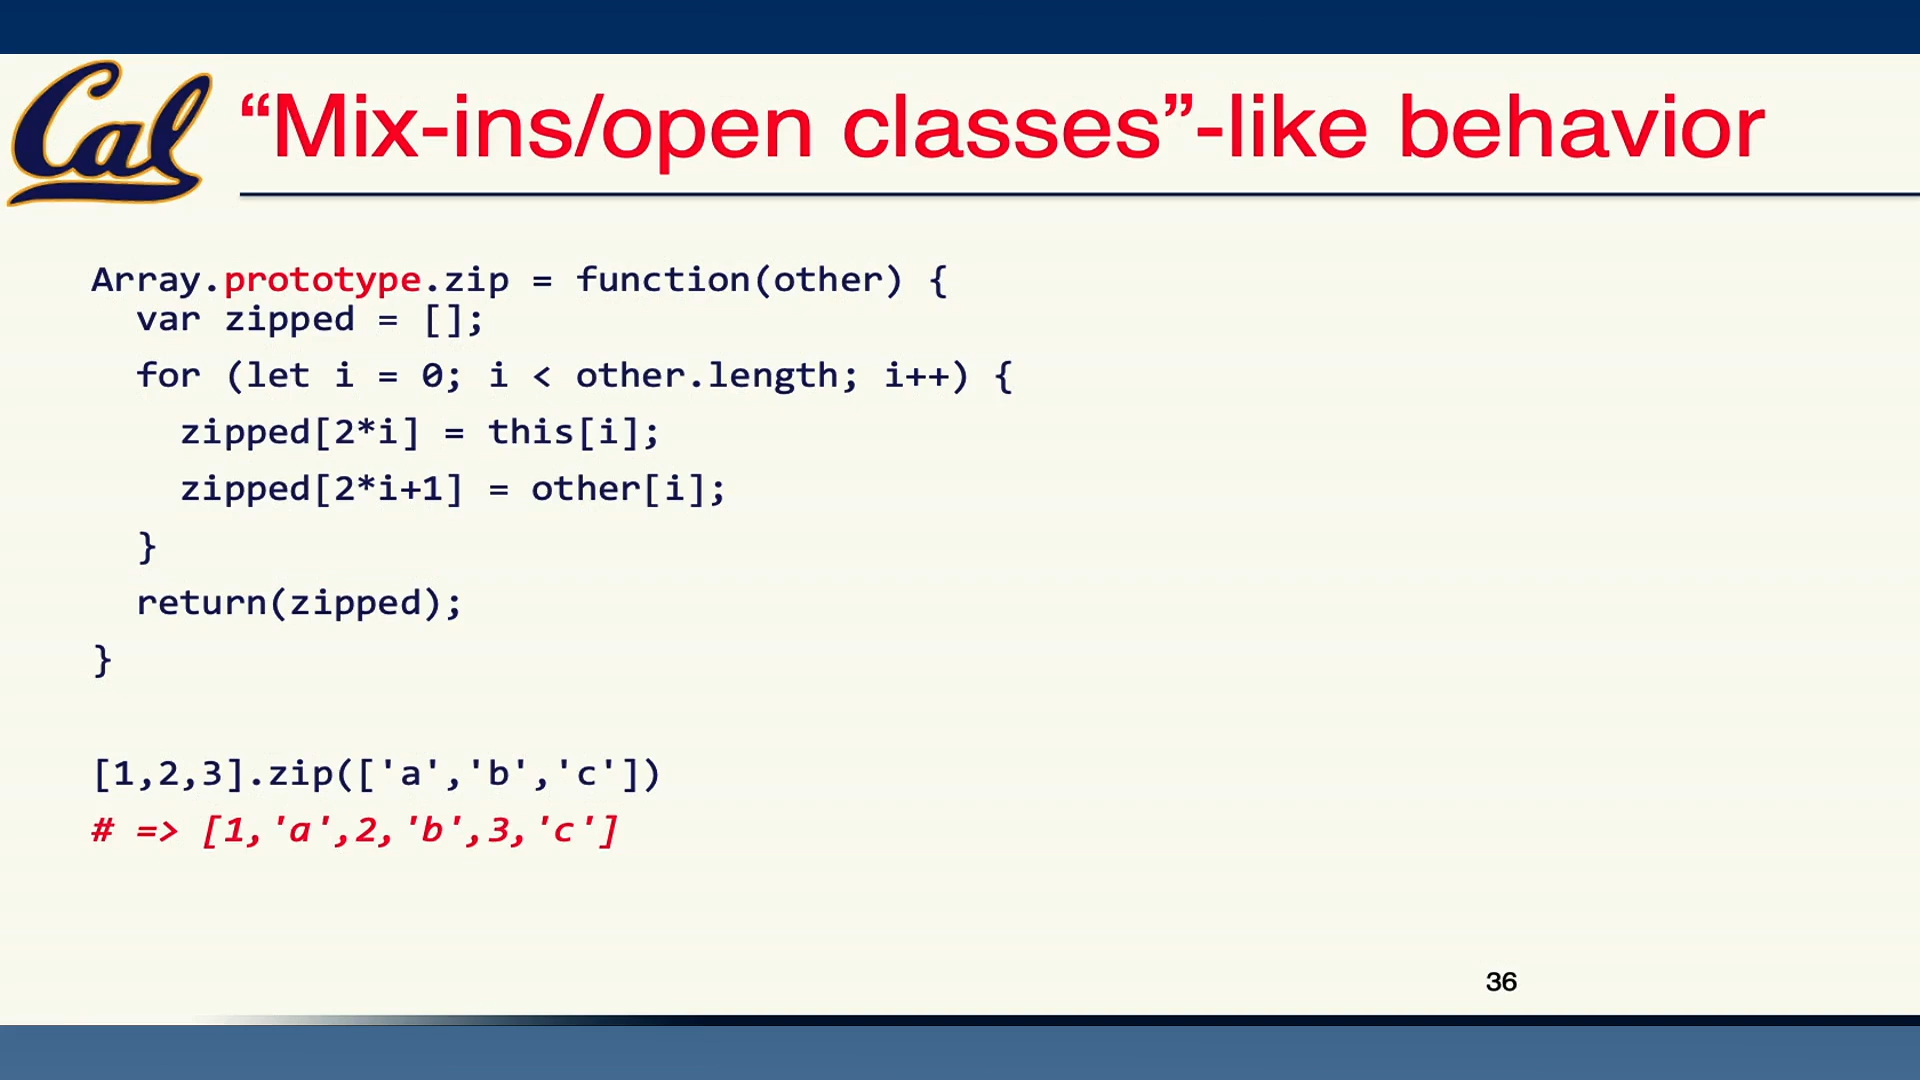 Cal
“Mix-ins/open classes”-like behavior
Array.prototype.zip = function(other) {
var zipped = [];
for (let i = 0; i < other.length; i++) {
zipped[2*i] = this[i];
zipped[2*i+1] = other[i];
}
return(zipped);
}
[1,2,3].zip(['a','b','c'])
# => [1,'a',2,'b',3,'c']
36